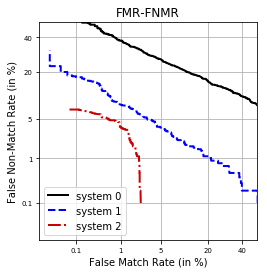 FMR-FNMR
False Non-Match Rate (in %)
40
20
5
1
0.1
system 0
system 1
system 2
0.1 1 5 20 40
False Match Rate (in %)